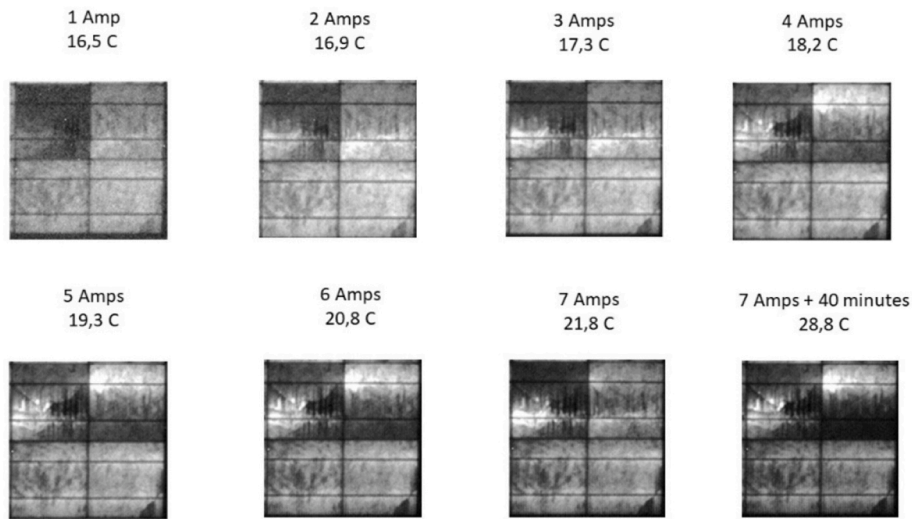 1 Amp
16,5 C
2 Amps
16,9 C
3 Amps
17,3 C
4 Amps
18,2 C
5 Amps
19,3 C
6 Amps
20,8 C
7 Amps
21,8 C
7 Amps + 40 minutes
28,8 C